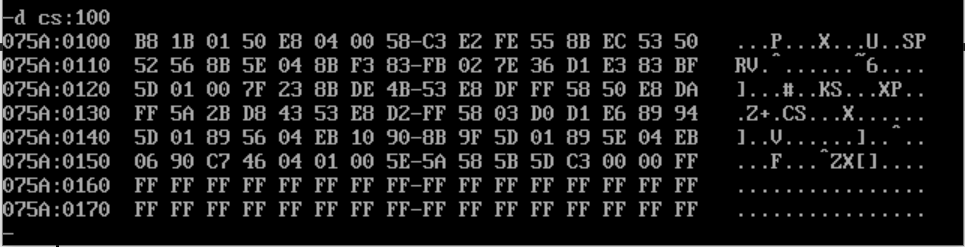 -d cs:100
075A:0100  B8 1B 01 50 E8 04 00 58-C3 E2 FE 55 8B EC 53 50   ...P...X...U..SP
075A:0110  52 56 8B 5E 04 8B F3 83-FB 02 7E 36 D1 E3 83 BF   RV.^......~6....
075A:0120  5D 01 00 7F 23 8B DE 4B-53 E8 DF FF 58 50 E8 DA   ]...#..KS...XP..
075A:0130  FF 5A 2B D8 43 53 E8 D2-FF 58 03 D0 D1 E6 89 94   .Z+.CS...X......
075A:0140  5D 01 89 56 04 EB 10 90-8B 9F 5D 01 89 5E 04 EB   ]..V......]..^..
075A:0150  06 90 C7 46 04 01 00 5E-5A 58 5B 5D C3 00 00 FF   ...F...^ZX[]....
075A:0160  FF FF FF FF FF FF FF FF-FF FF FF FF FF FF FF FF   ................
075A:0170  FF FF FF FF FF FF FF FF-FF FF FF FF FF FF FF FF   ................
-